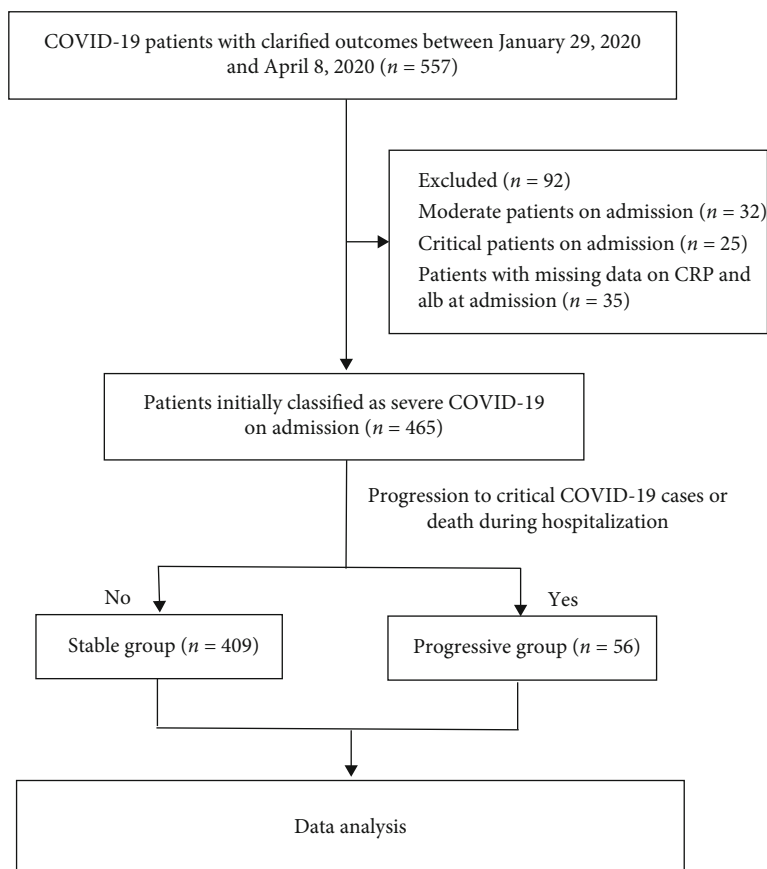 COVID-19 patients with clarified outcomes between January 29, 2020
and April 8, 2020 (n = 557)
Excluded (n = 92)
Moderate patients on admission (n = 32)
Critical patients on admission (n = 25)
Patients with missing data on CRP and
alb at admission (n = 35)
Patients initially classified as severe COVID-19
on admission (n = 465)
Progression to critical COVID-19 cases or
death during hospitalization
No
Yes
Stable group (n = 409)
Progressive group (n = 56)
Data analysis